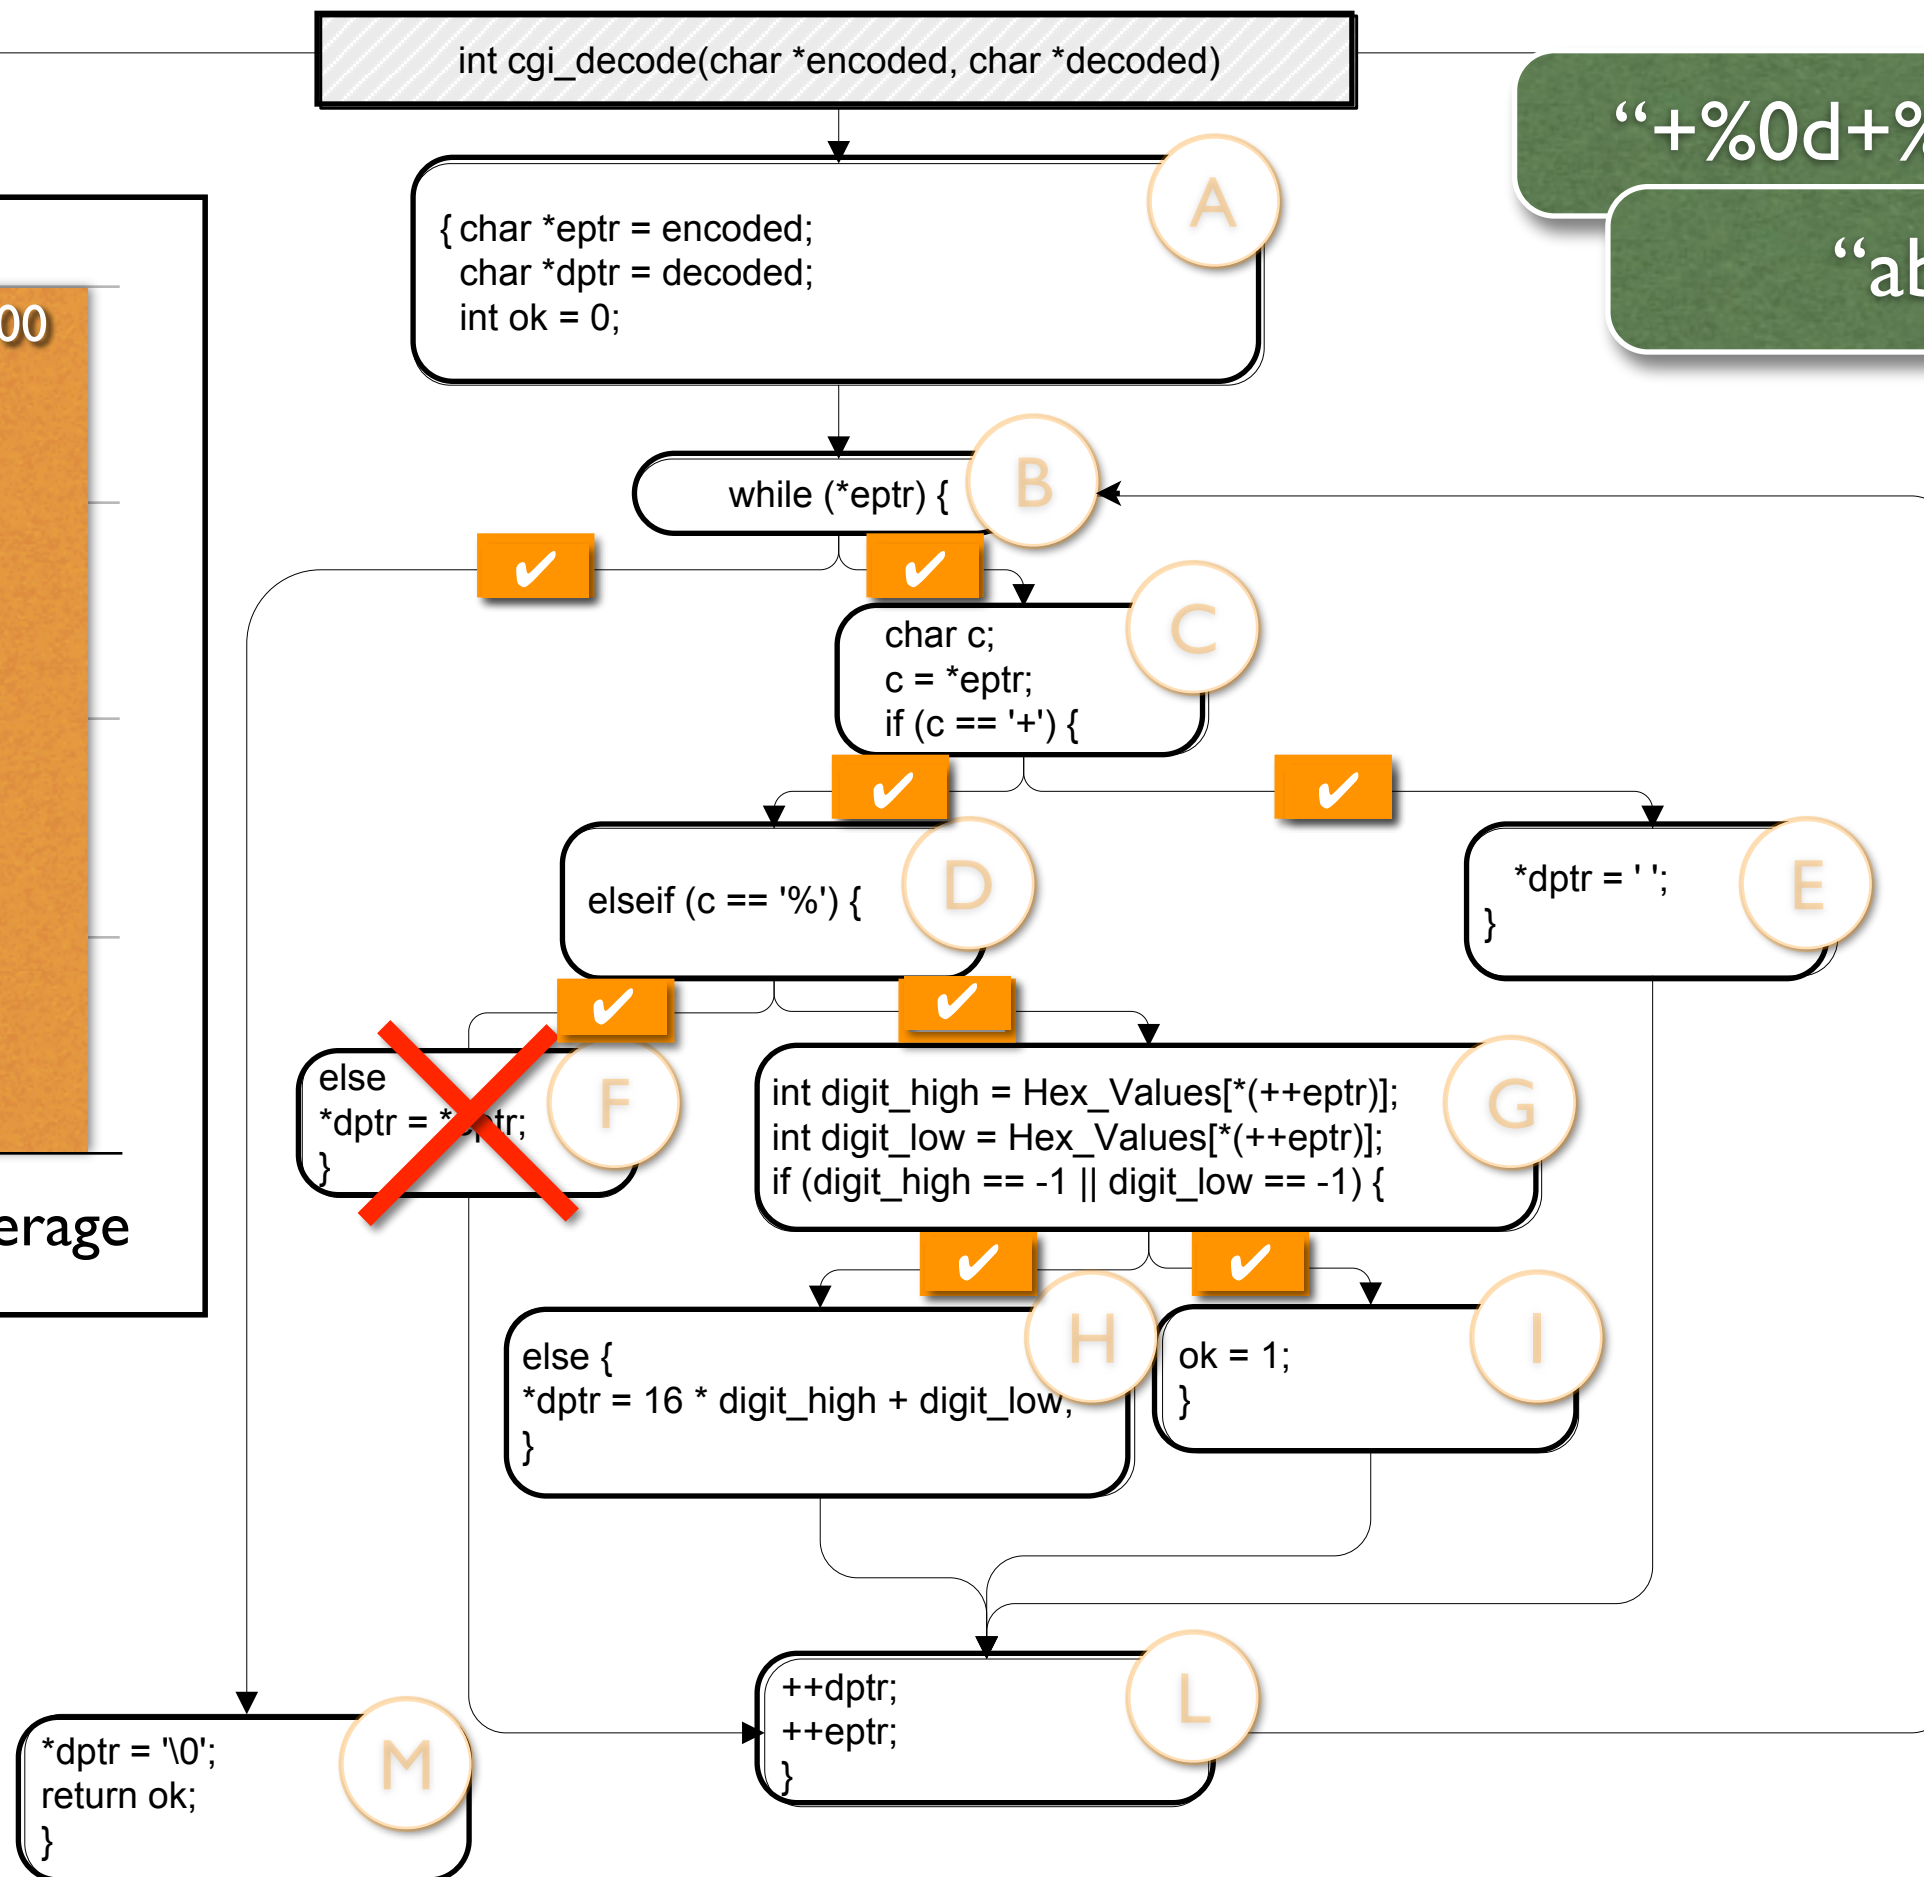 int cgi_decode(char *encoded, char *decoded)
“+%0d+%
“ab
A
{ char *eptr = encoded;
char *dptr = decoded;
int ok = 0;
00
B
while (*eptr) {
✔ ✔
C
char c;
c = *eptr;
if (c == '+') {
✔ ✔
D
elseif (c == '%') {
E
*dptr = ' ';
}
✔ ✔
F
else
*dptr = *eptr;
}
G
int digit_high = Hex_Values[*(++eptr)];
int digit_low = Hex_Values[*(++eptr)];
if (digit_high == -1 || digit_low == -1) {
erage
✔ ✔
H
else {
*dptr = 16 * digit_high + digit_low;
}
I
ok = 1;
}
L
++dptr;
++eptr;
}
M
*dptr = '\0';
return ok;
}